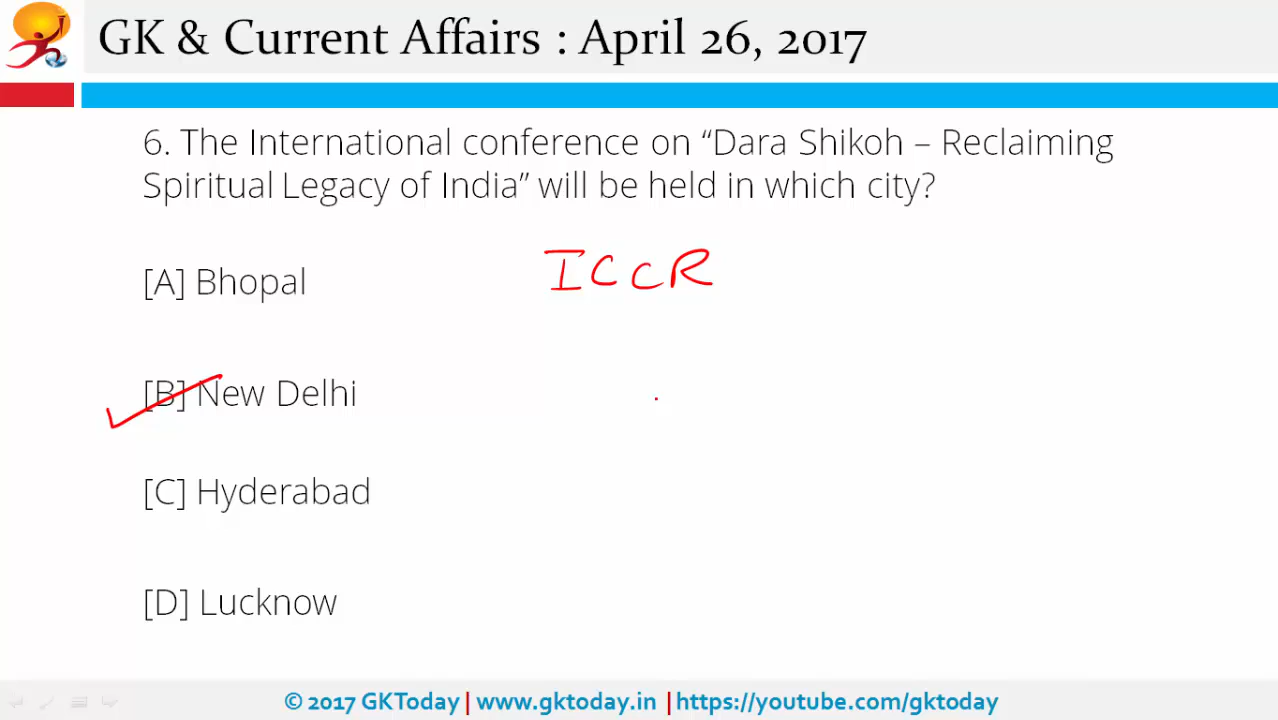 GK & Current Affairs : April 26, 2017
6. The International conference on “Dara Shikoh – Reclaiming
Spiritual Legacy of India” will be held in which city?
ICCR
[A] Bhopal
[B] New Delhi
[C] Hyderabad
[D] Lucknow
© 2017 GKToday | www.gktoday.in | https://youtube.com/gktoday